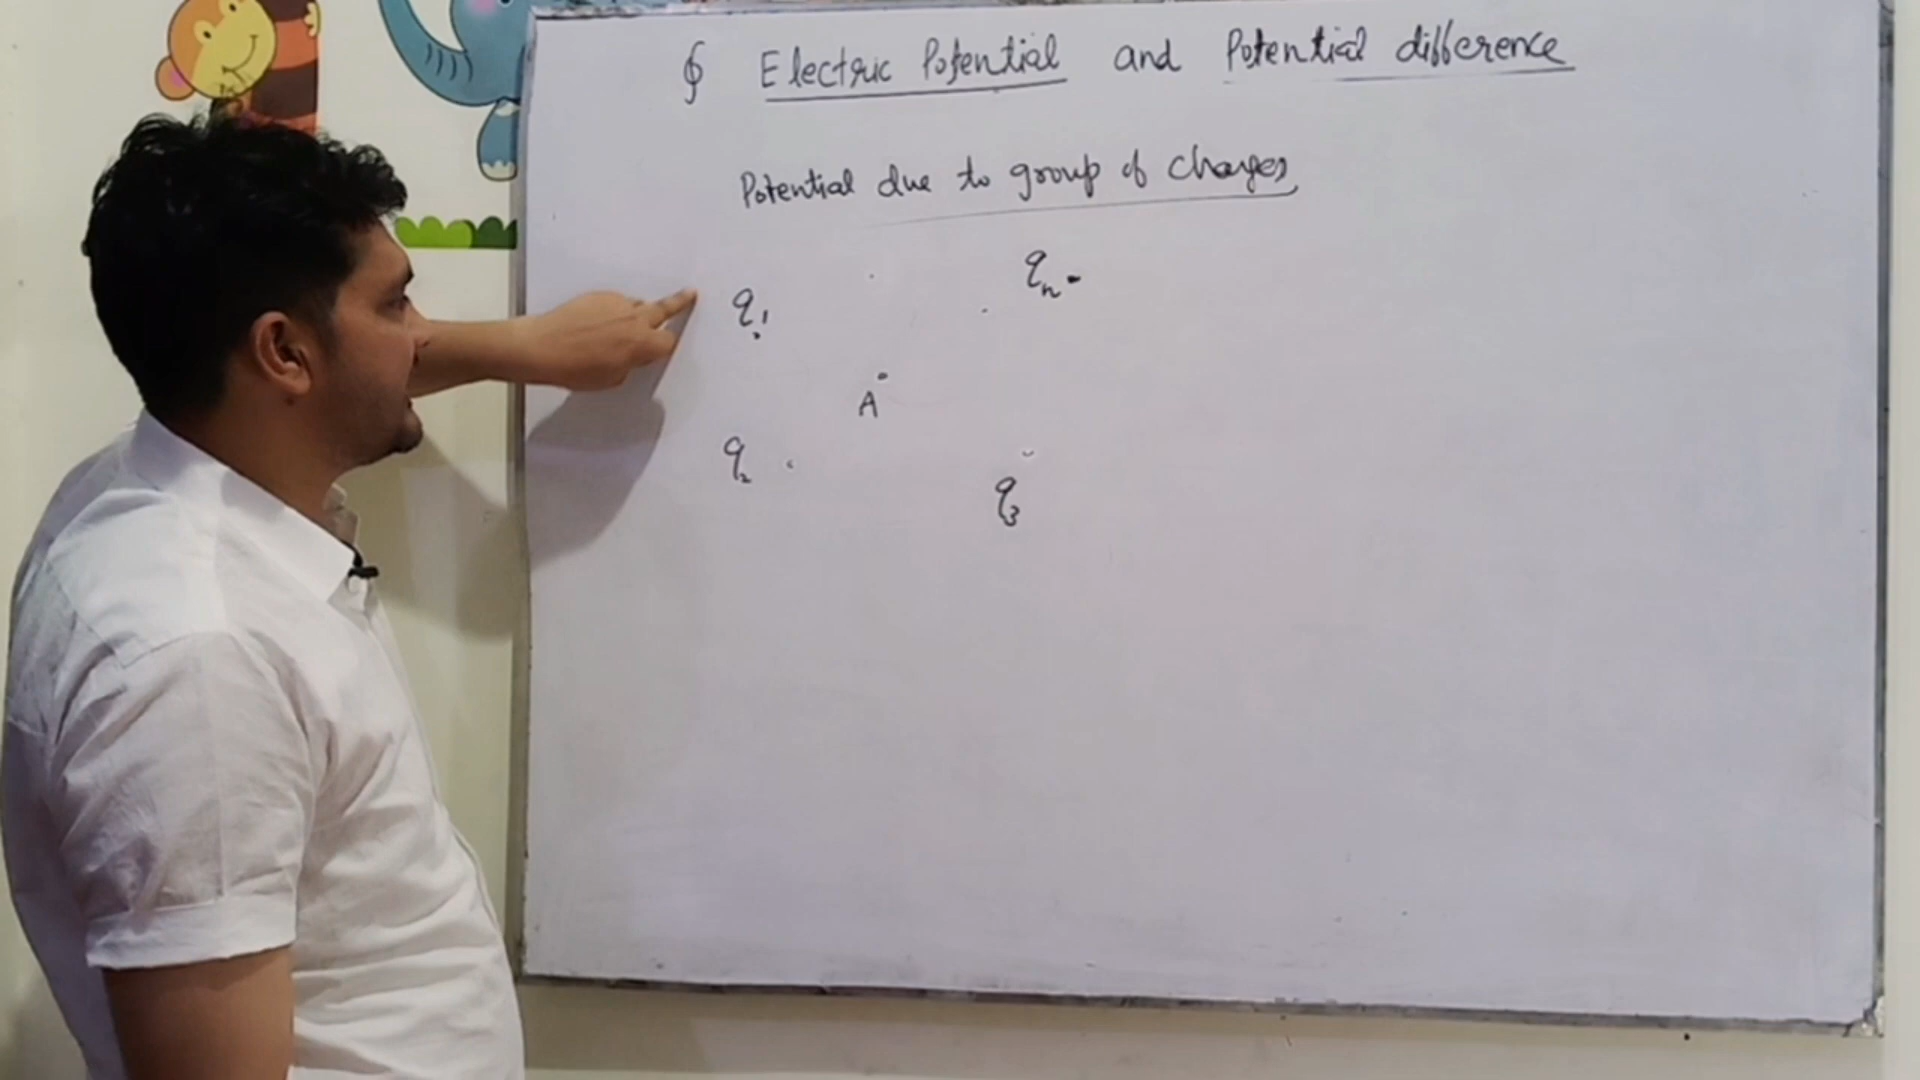 ∮ Electric Potential and Potential difference
Potential due to group of charges
q1
qn
A
q2
q3